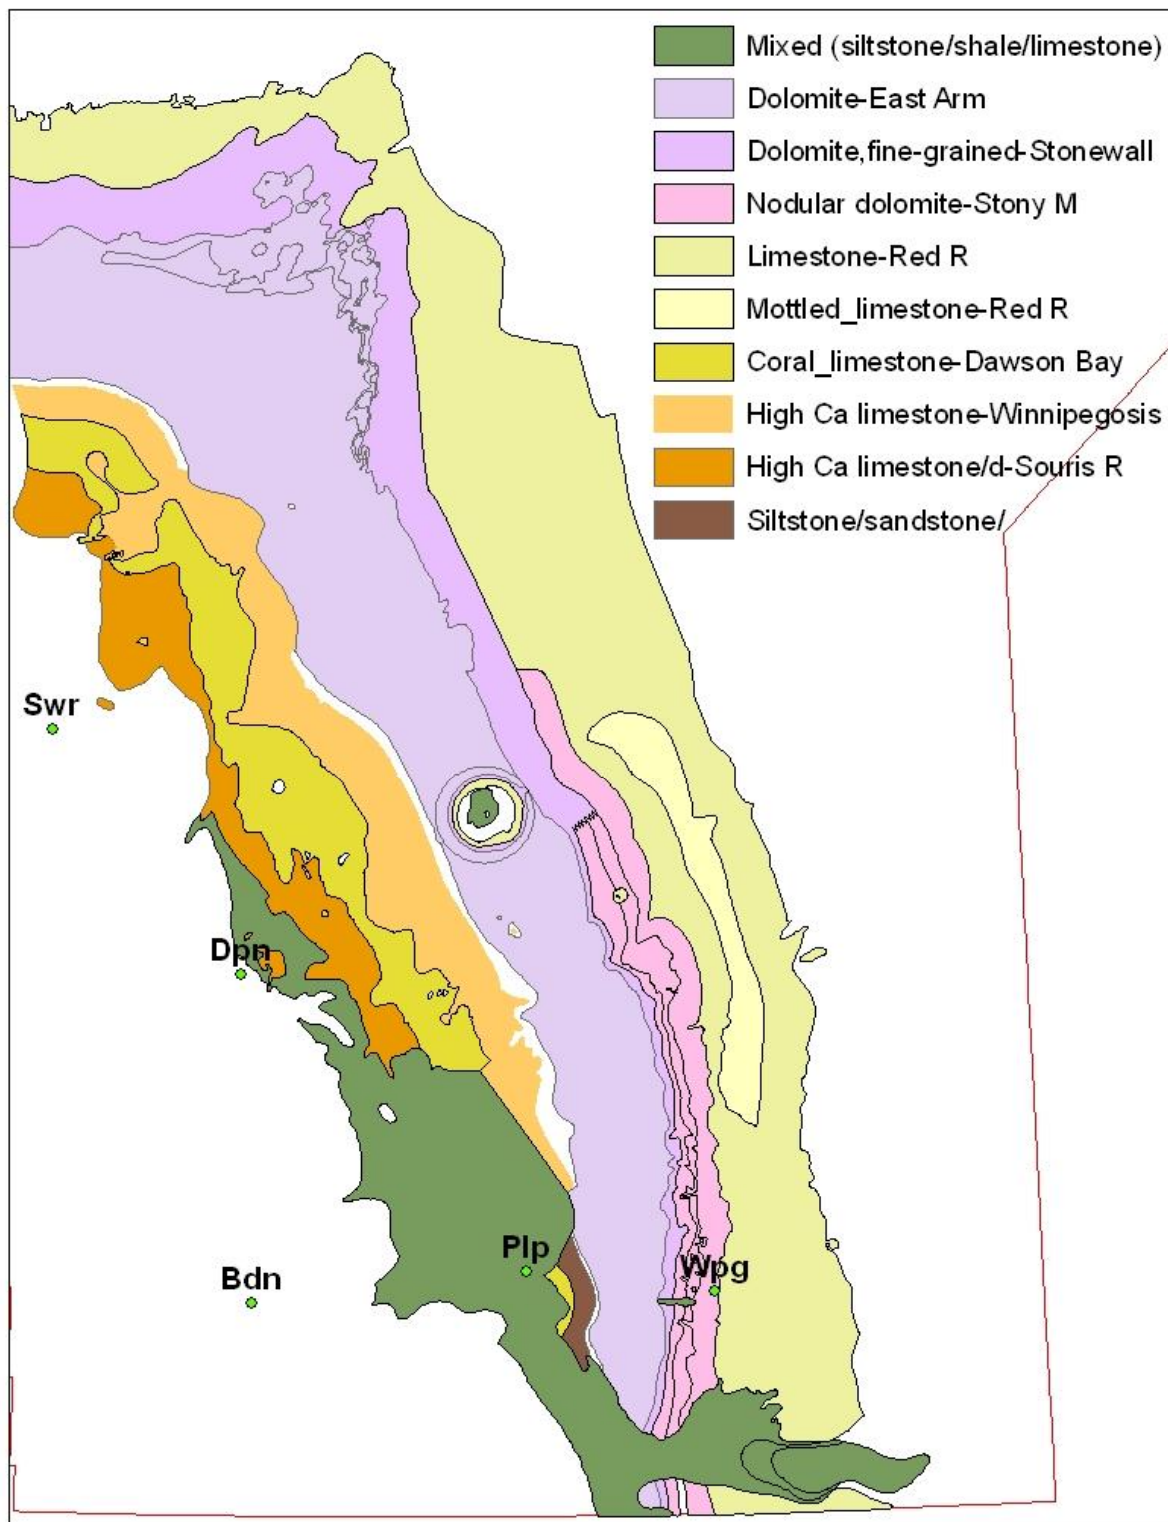 Mixed (siltstone/shale/limestone)
Dolomite-East Arm
Dolomite,fine-grained-Stonewall
Nodular dolomite-Stony M
Limestone-Red R
Mottled_limestone-Red R
Coral_limestone-Dawson Bay
High Ca limestone-Winnipegosis
High Ca limestone/d-Souris R
Siltstone/sandstone/
Swr
Dpn
Plp
Wpg
Bdn